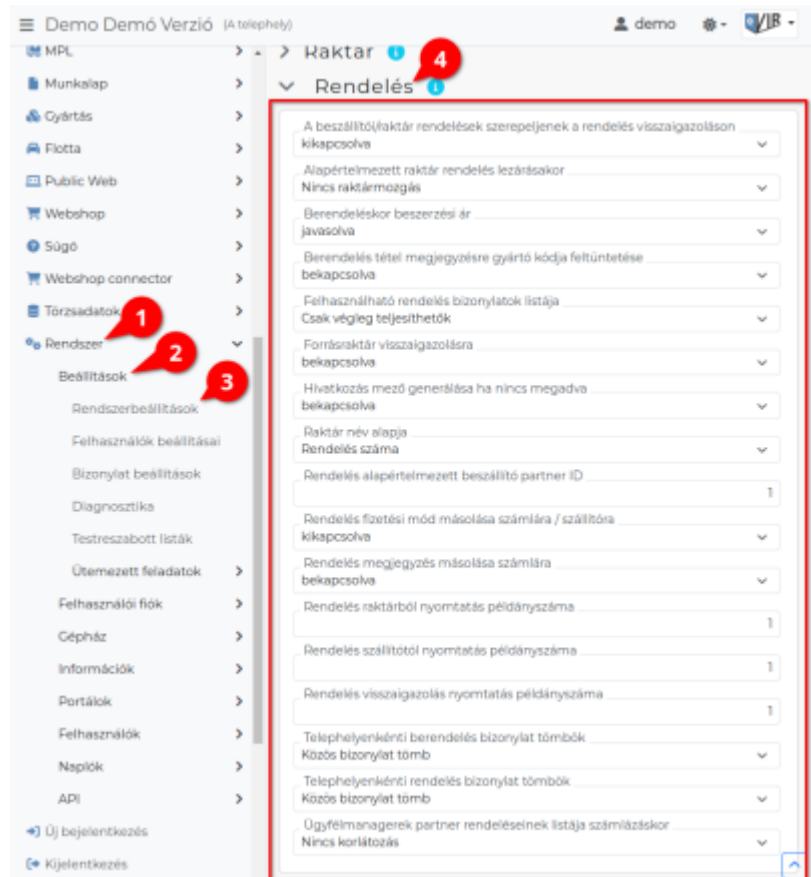 Demo Demó Verzió (A telephely)
demo
VIR
MPL
Munkalap
Gyártás
Flotta
Public Web
Webshop
Súgó
Webshop connector
Törzsadatok
1
Rendszer
2
Beállítások
3
Rendszerbeállítások
Felhasználók beállításai
Bizonylat beállítások
Diagnosztika
Testreszabott listák
Ütemezett feladatok
Felhasználói fiók
Gépház
Információk
Portálok
Felhasználók
Naplók
API
Új bejelentkezés
Kijelentkezés
Raktár
4
Rendelés
A beszállítói/raktár rendelések szerepeljenek a rendelés visszaigazoláson
kikapcsolva
Alapértelmezett raktár rendelés lezárásakor
Nincs raktármozgás
Berendeléskor beszerzési ár
javasolva
Berendelés tétel megjegyzésre gyártó kódja feltüntetése
bekapcsolva
Felhasználható rendelés bizonylatok listája
Csak végleg teljesíthetők
Forrásraktár visszaigazolásra
bekapcsolva
Hivatkozás mező generálása ha nincs megadva
bekapcsolva
Raktár név alapja
Rendelés száma
Rendelés alapértelmezett beszállító partner ID
1
Rendelés fizetési mód másolása számlára / szállítóra
kikapcsolva
Rendelés megjegyzés másolása számlára
bekapcsolva
Rendelés raktárból nyomtatás példányszáma
1
Rendelés szállítótól nyomtatás példányszáma
1
Rendelés visszaigazolás nyomtatás példányszáma
1
Telephelyenkénti berendelés bizonylat tömbök
Közös bizonylat tömb
Telephelyenkénti rendelés bizonylat tömbök
Közös bizonylat tömb
Ügyfélmanagerek partner rendeléseinek listája számlázáskor
Nincs korlátozás